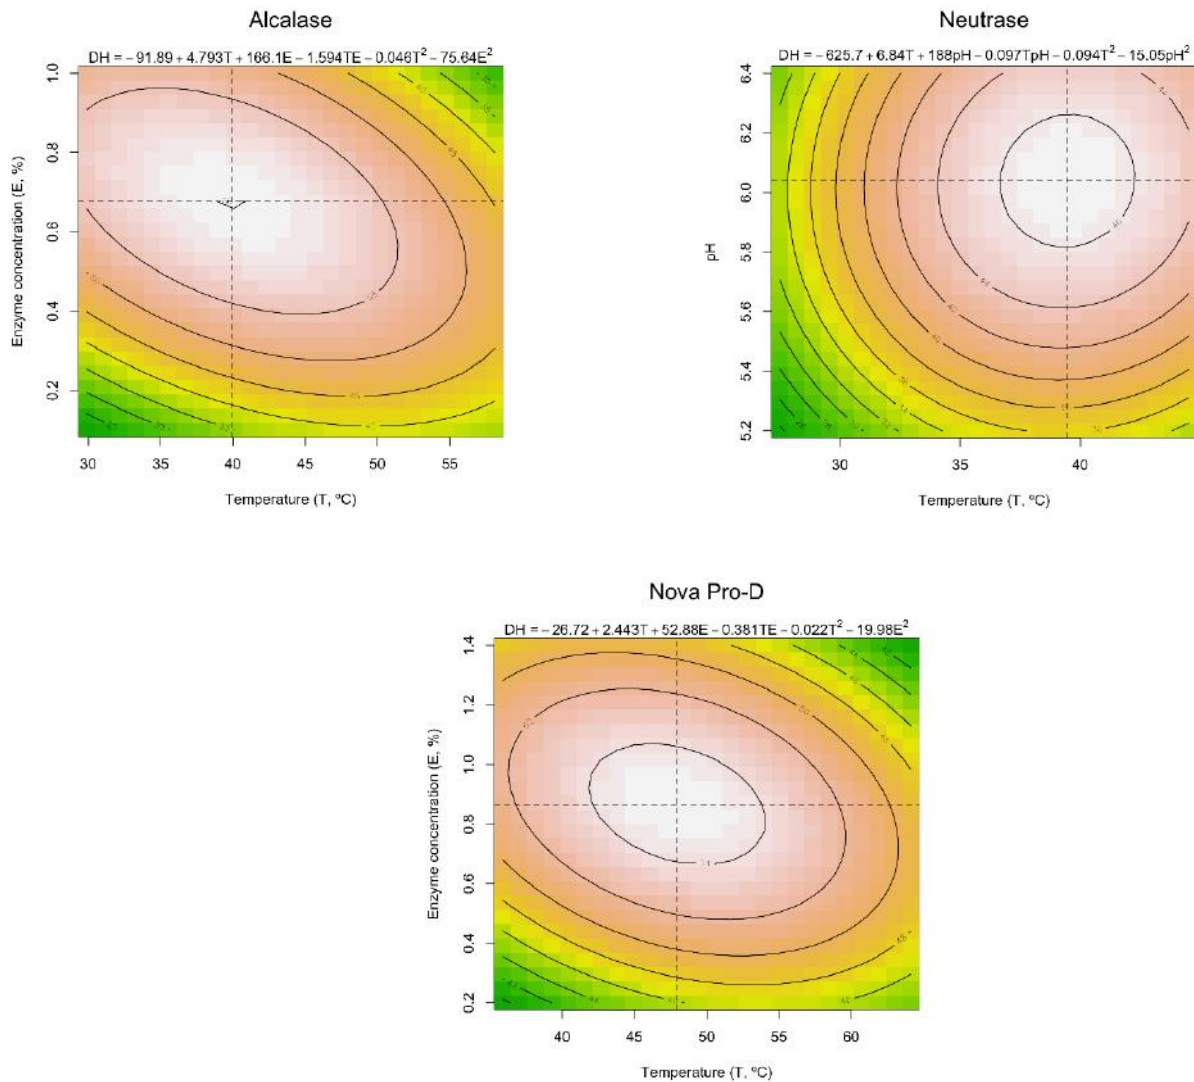 Alcalase
DH = − 91.89 + 4.793T + 166.1E − 1.594TE − 0.046T² − 75.64E²
1.0
0.8
0.6
0.4
0.2
Enzyme concentration (E, %)
30 35 40 45 50 55
Temperature (T, ºC)
Neutrase
DH = − 625.7 + 6.84T + 188pH − 0.097TpH − 0.094T² − 15.05pH²
6.4
6.2
6.0
5.8
5.6
5.4
5.2
pH
30 35 40
Temperature (T, ºC)
Nova Pro-D
DH = − 26.72 + 2.443T + 52.88E − 0.381TE − 0.022T² − 19.98E²
1.4
1.2
1.0
0.8
0.6
0.4
0.2
Enzyme concentration (E, %)
40 45 50 55 60
Temperature (T, ºC)